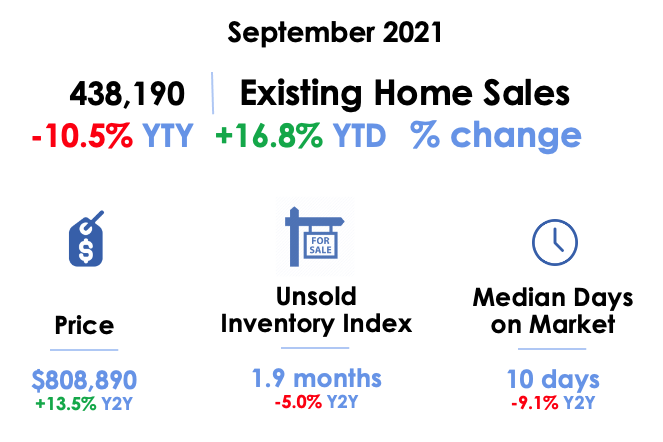 September 2021
438,190 Existing Home Sales
-10.5% YTY +16.8% YTD % change
$
FOR
SALE
Price
Unsold
Inventory Index
Median Days
on Market
$808,890
+13.5% Y2Y
1.9 months
-5.0% Y2Y
10 days
-9.1% Y2Y